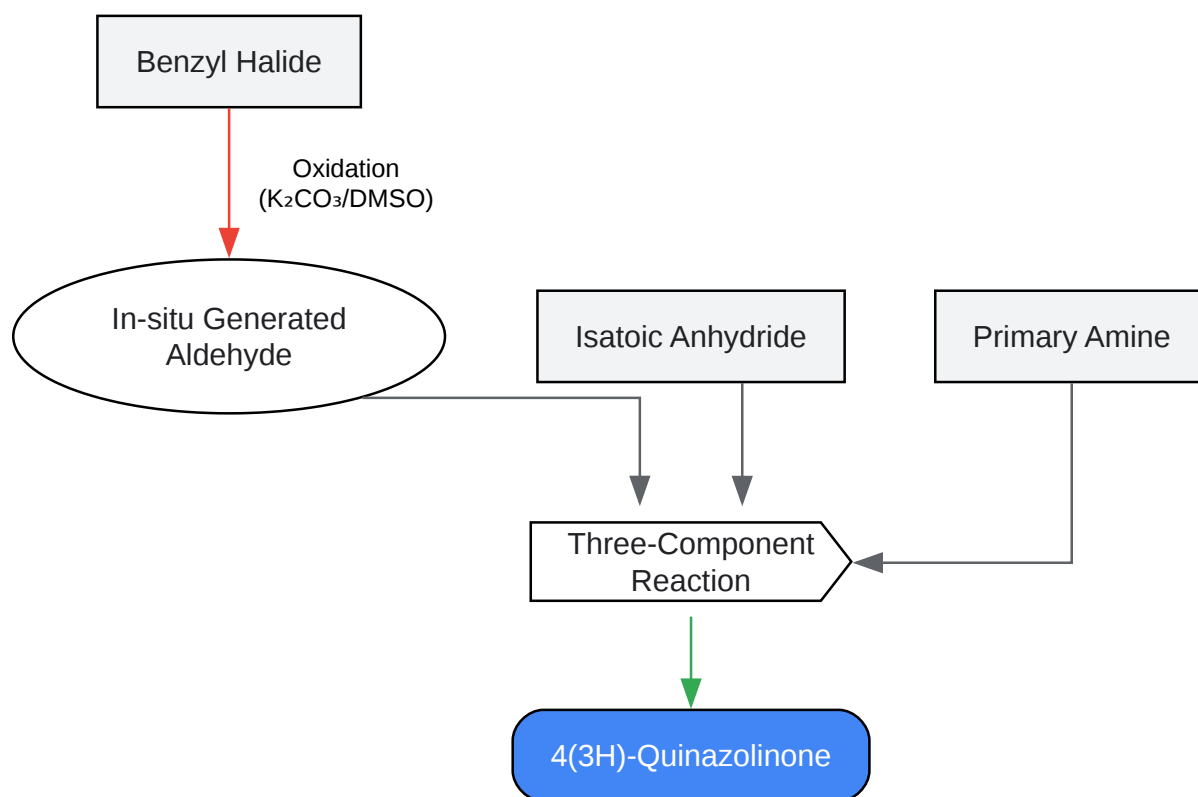 Benzyl Halide
Oxidation
(K₂CO₃/DMSO)
In-situ Generated
Aldehyde
Isatoic Anhydride
Primary Amine
Three-Component
Reaction
4(3H)-Quinazolinone